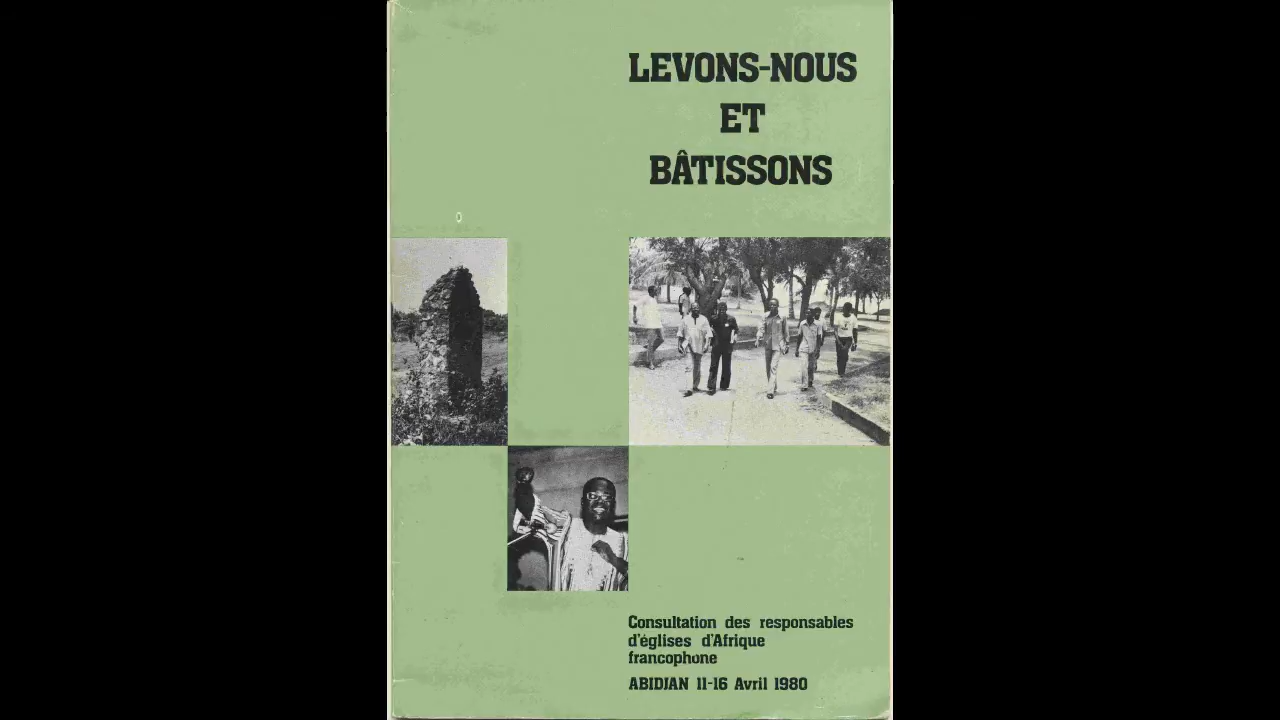 LEVONS-NOUS
ET
BÂTISSONS
Consultation des responsables
d'églises d'Afrique
francophone
ABIDJAN 11-16 Avril 1980